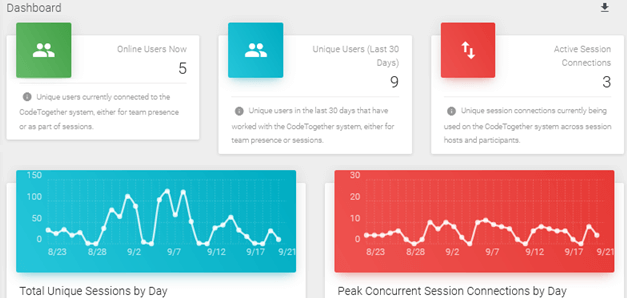 Dashboard
Online Users Now
5
Unique users currently connected to the
CodeTogether system, either for team presence
or as part of sessions.
Unique Users (Last 30
Days)
9
Unique users in the last 30 days that have
worked with the CodeTogether system, either for
team presence or sessions.
Active Session
Connections
3
Unique session connections currently being
used on the CodeTogether system across session
hosts and participants.
150
100
50
0
8/23 8/28 9/2 9/7 9/12 9/17 9/21
Total Unique Sessions by Day
30
20
10
0
8/23 8/28 9/2 9/7 9/12 9/17 9/21
Peak Concurrent Session Connections by Day